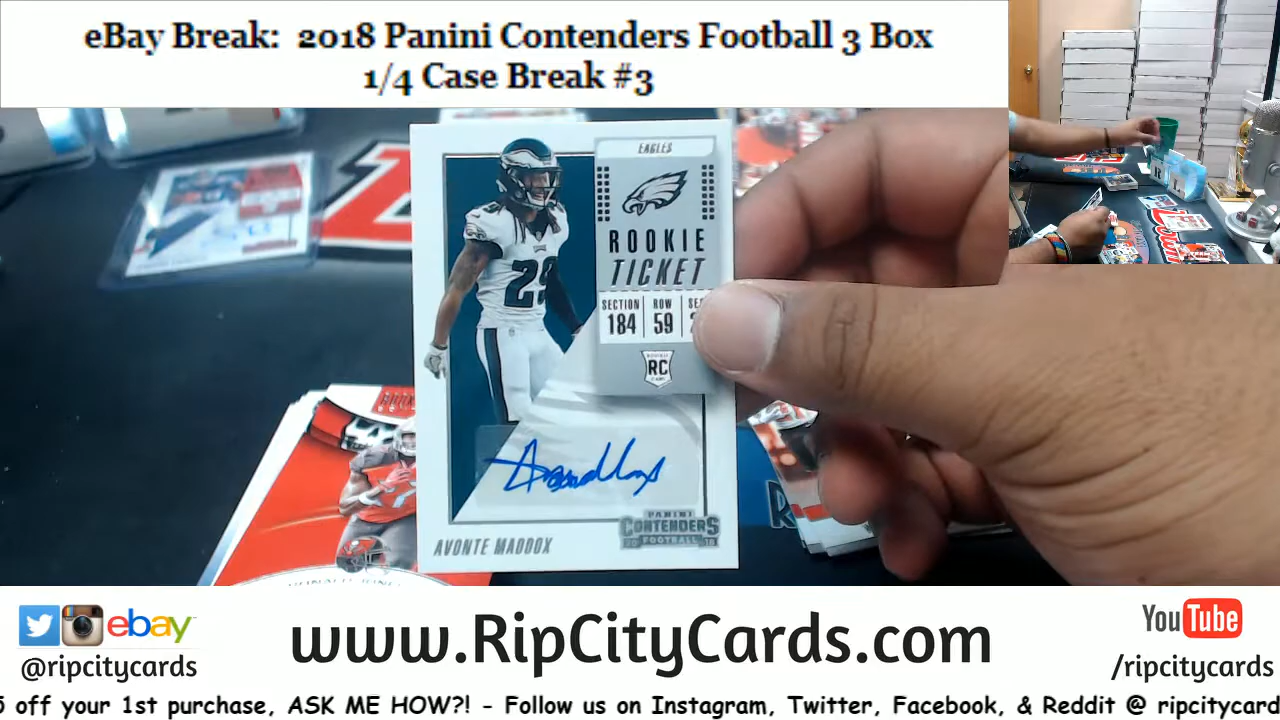 eBay Break: 2018 Panini Contenders Football 3 Box
1/4 Case Break #3
EAGLES
ROOKIE
TICKET
SECTION ROW
184 59
RC
PANINI
CONTENDERS
FOOTBALL
AVONTE MADDOX
ebay
www.RipCityCards.com
YouTube
@ripcitycards
/ripcitycards
off your 1st purchase, ASK ME HOW?! - Follow us on Instagram, Twitter, Facebook, & Reddit @ ripcitycard